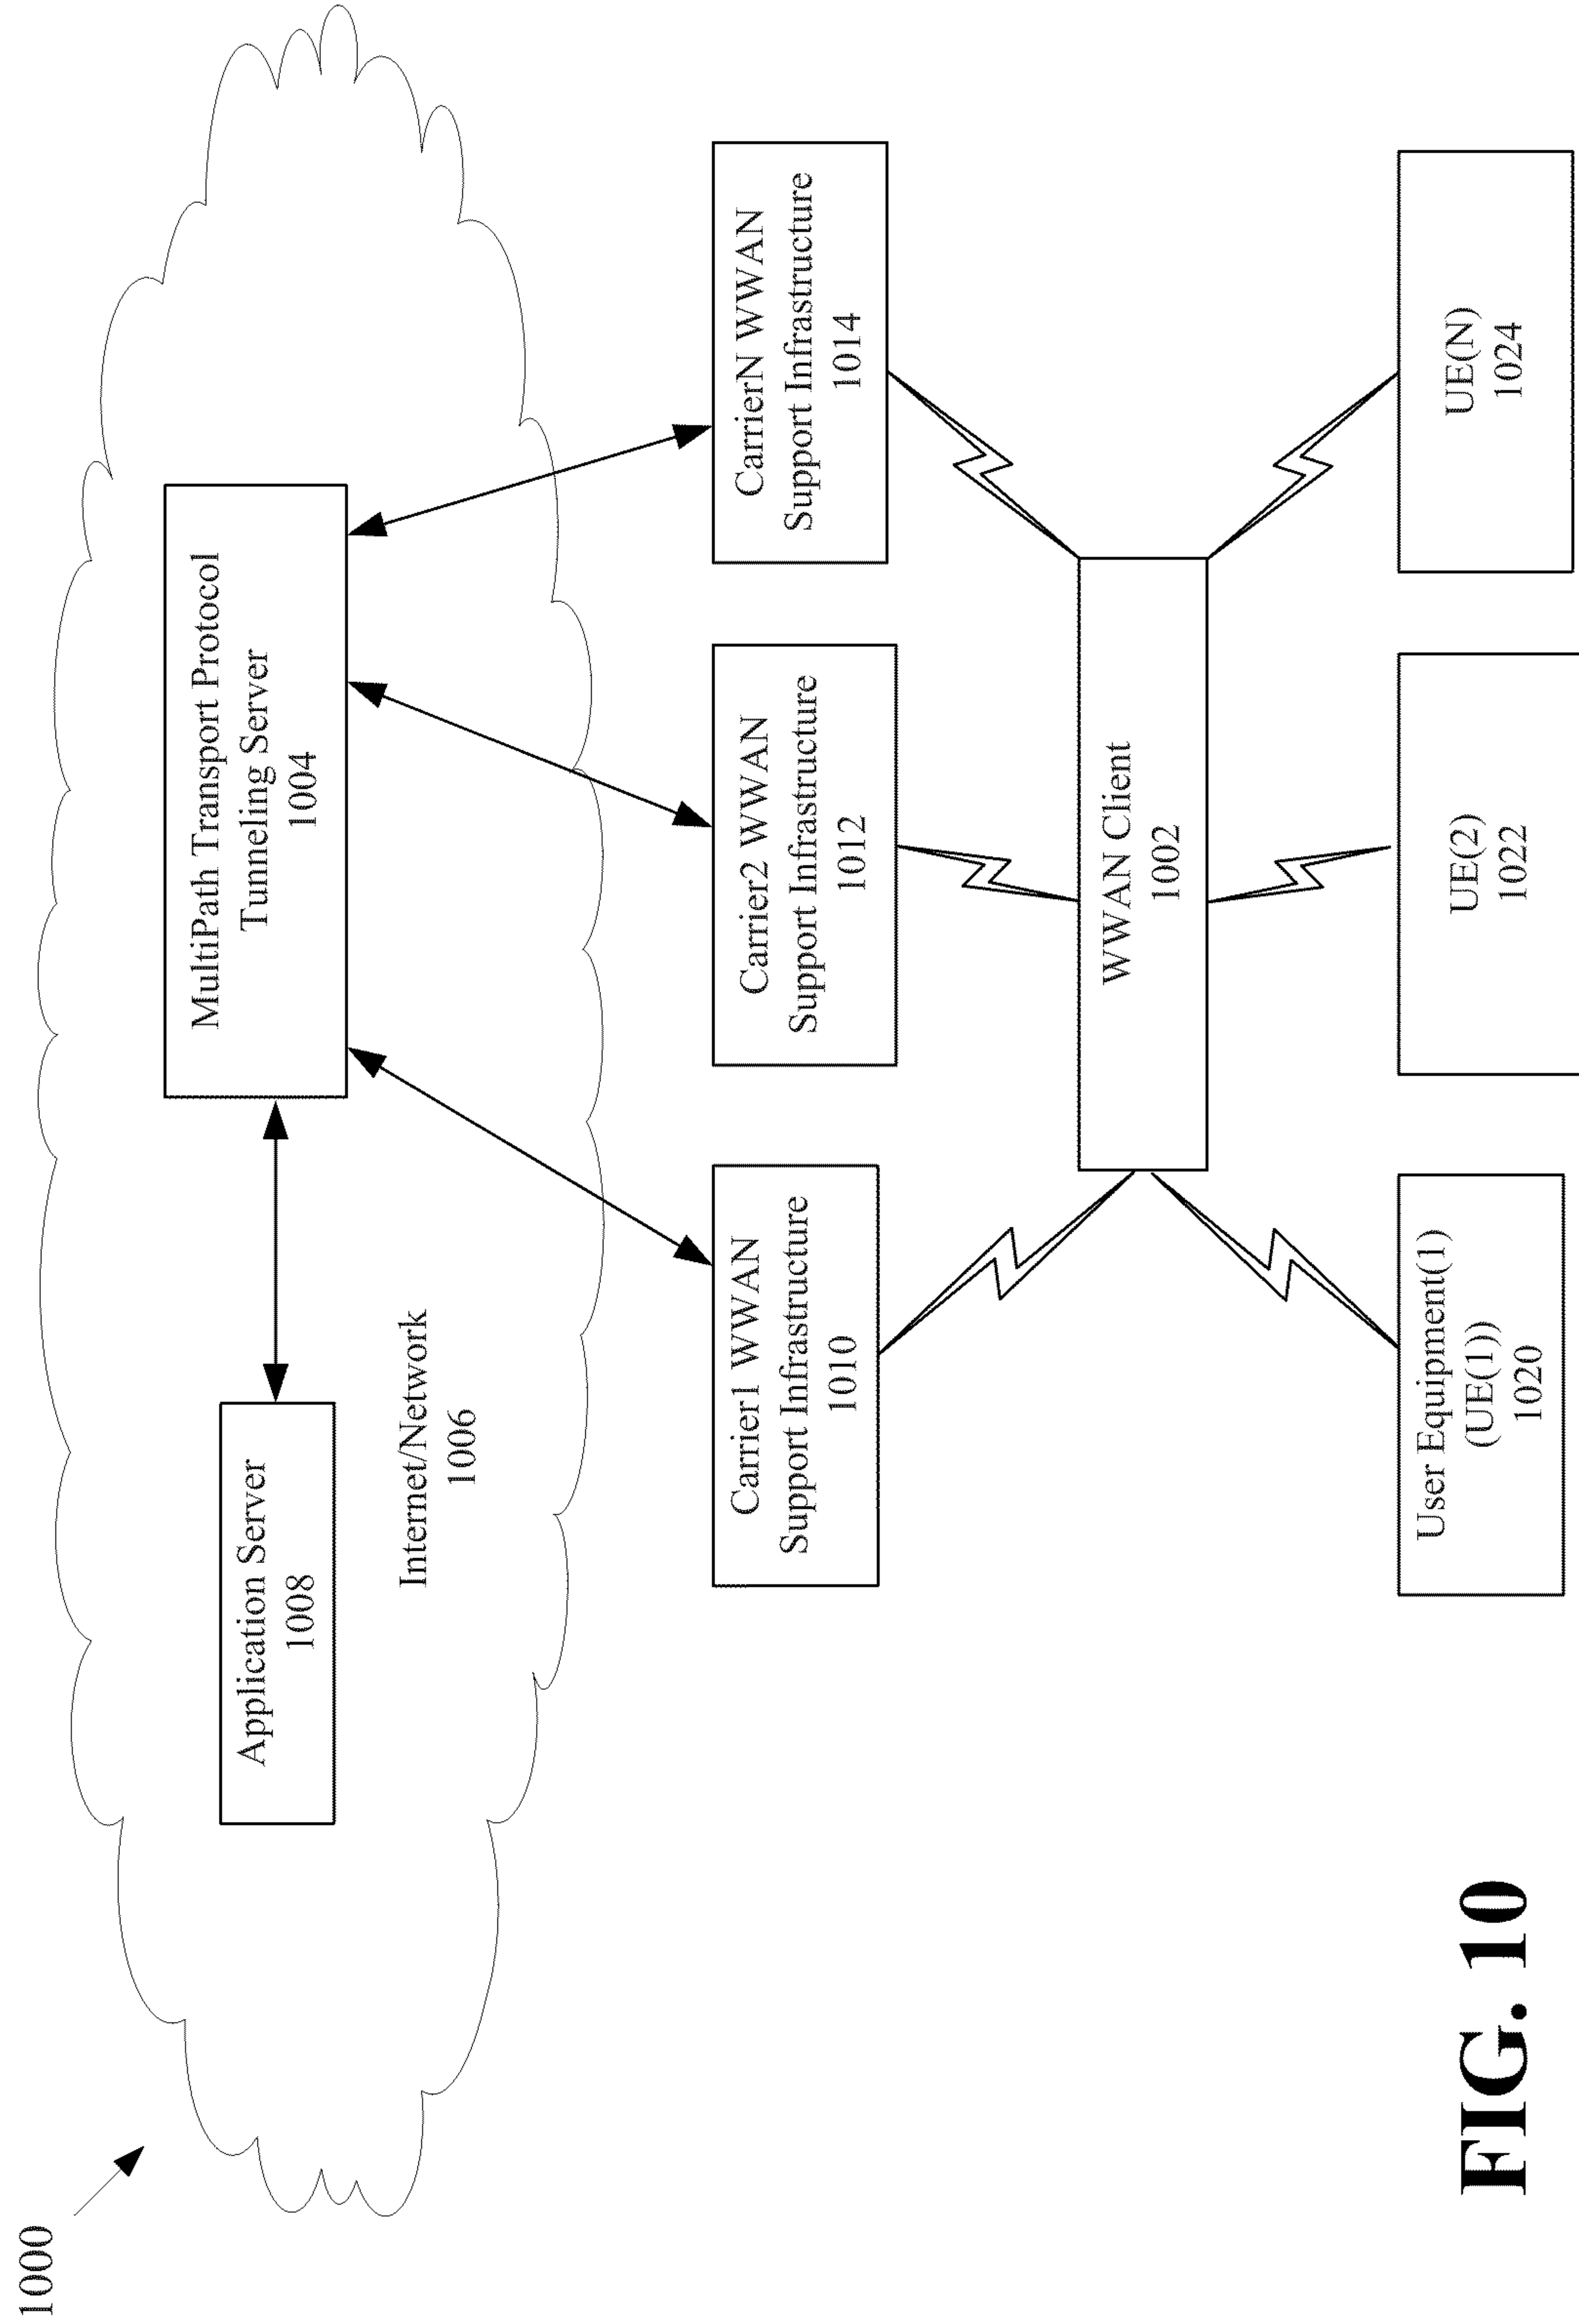 1000
Application Server
1008
MultiPath Transport Protocol
Tunneling Server
1004
Internet/Network
1006
Carrier1 WWAN
Support Infrastructure
1010
Carrier2 WWAN
Support Infrastructure
1012
CarrierN WWAN
Support Infrastructure
1014
WWAN Client
1002
User Equipment(1)
(UE(1))
1020
UE(2)
1022
UE(N)
1024
FIG. 10